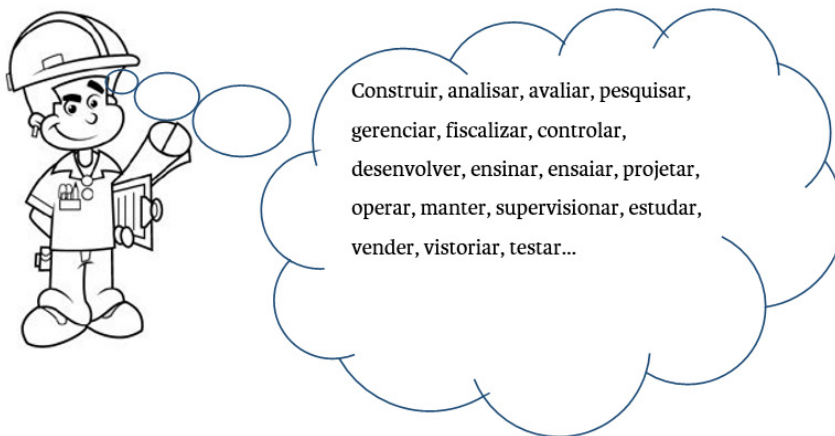 Construir, analisar, avaliar, pesquisar,
gerenciar, fiscalizar, controlar,
desenvolver, ensinar, ensaiar, projetar,
operar, manter, supervisionar, estudar,
vender, vistoriar, testar...